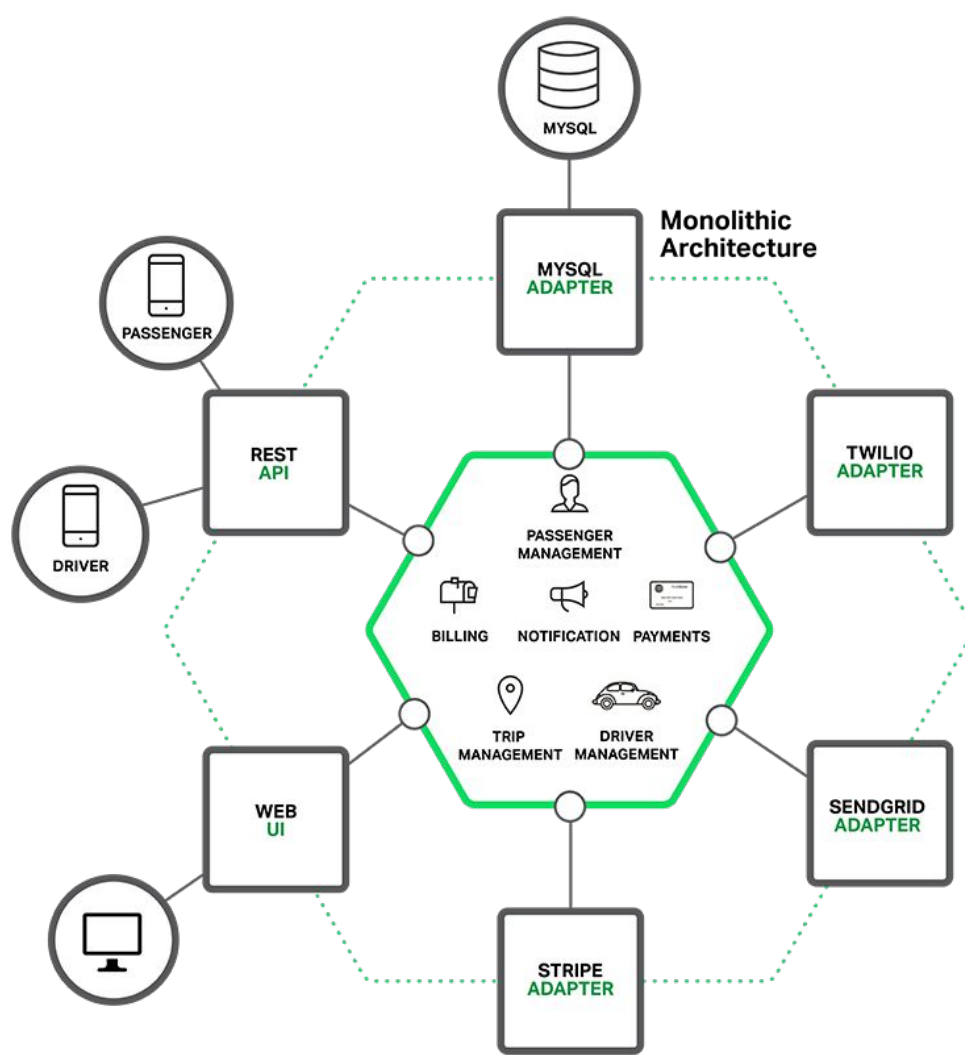 MYSQL
Monolithic
Architecture
MYSQL
ADAPTER
PASSENGER
REST
API
TWILIO
ADAPTER
DRIVER
PASSENGER
MANAGEMENT
BILLING
NOTIFICATION
PAYMENTS
TRIP
MANAGEMENT
DRIVER
MANAGEMENT
WEB
UI
SENDGRID
ADAPTER
STRIPE
ADAPTER